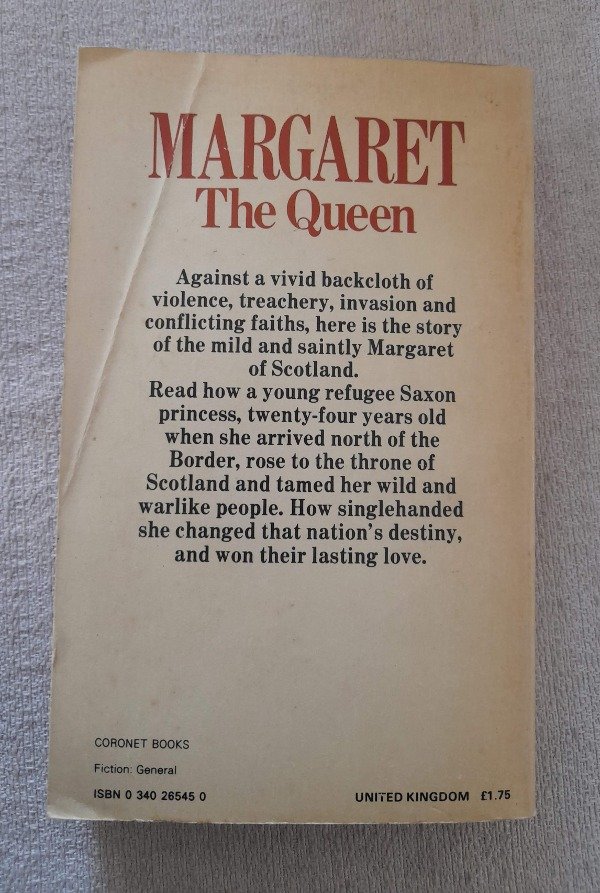 MARGARET
The Queen
Against a vivid backcloth of
violence, treachery, invasion and
conflicting faiths, here is the story
of the mild and saintly Margaret
of Scotland.
Read how a young refugee Saxon
princess, twenty-four years old
when she arrived north of the
Border, rose to the throne of
Scotland and tamed her wild and
warlike people. How singlehanded
she changed that nation's destiny,
and won their lasting love.
CORONET BOOKS
Fiction: General
ISBN 0 340 26545 0
UNITED KINGDOM £1.75